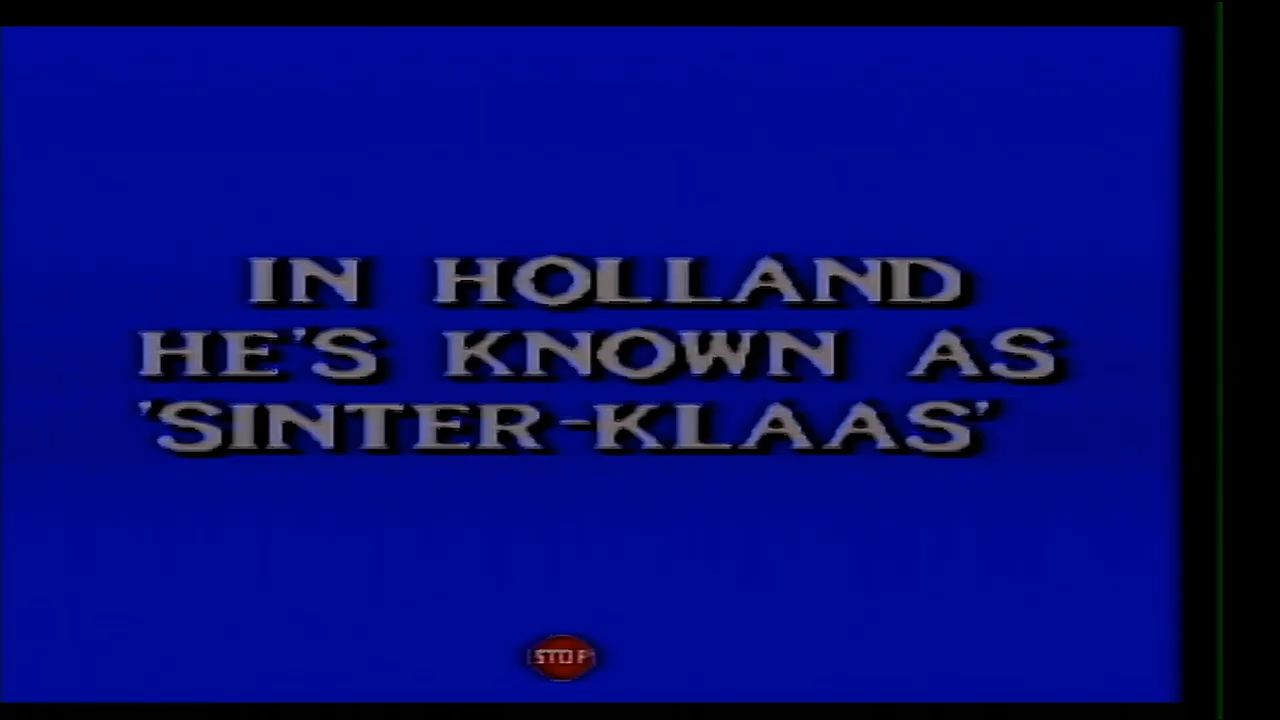 IN HOLLAND
HE'S KNOWN AS
'SINTER-KLAAS'
STOP